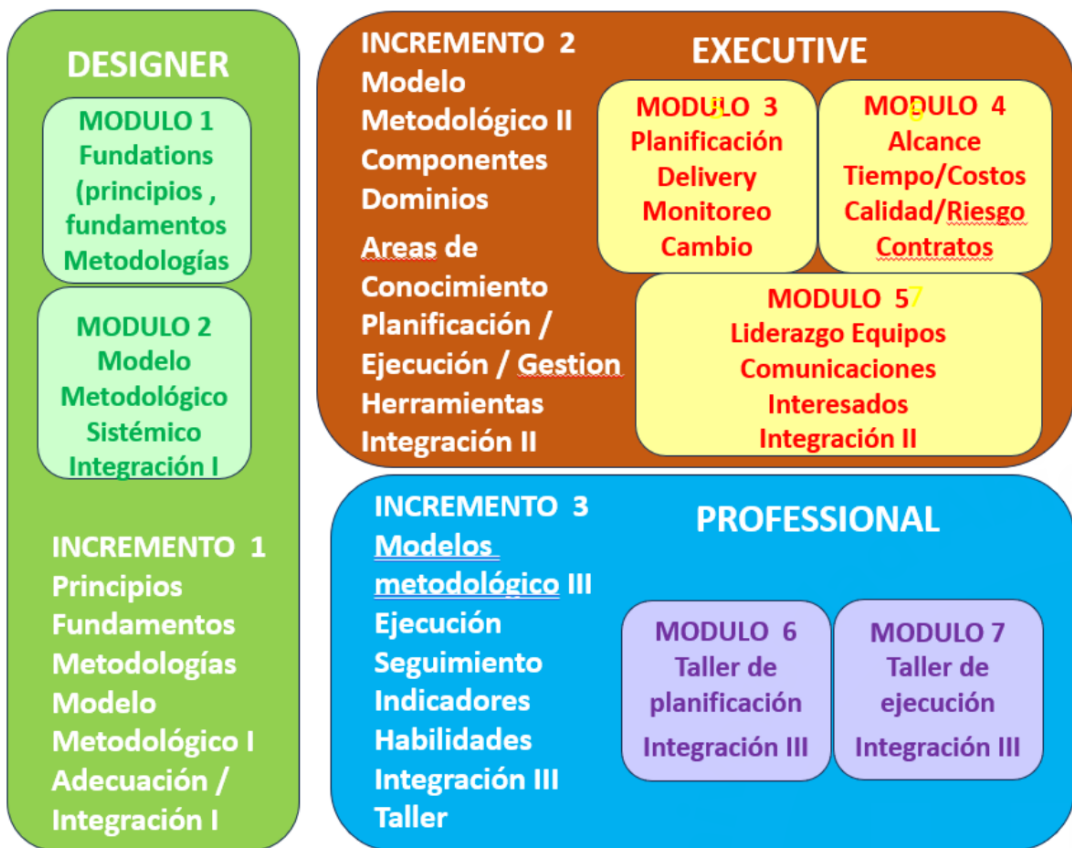 DESIGNER
MODULO 1
Fundations
(principios ,
fundamentos
Metodologías
MODULO 2
Modelo
Metodológico
Sistémico
Integración I
INCREMENTO 1
Principios
Fundamentos
Metodologías
Modelo
Metodológico I
Adecuación /
Integración I
INCREMENTO 2
Modelo
Metodológico II
Componentes
Dominios
Areas de
Conocimiento
Planificación /
Ejecución / Gestion
Herramientas
Integración II
EXECUTIVE
MODULO 3
5
Planificación
Delivery
Monitoreo
Cambio
MODULO 4
6
Alcance
Tiempo/Costos
Calidad/Riesgo
Contratos
MODULO 5
7
Liderazgo Equipos
Comunicaciones
Interesados
Integración II
INCREMENTO 3
Modelos
metodológico III
Ejecución
Seguimiento
Indicadores
Habilidades
Integración III
Taller
PROFESSIONAL
MODULO 6
Taller de
planificación
Integración III
MODULO 7
Taller de
ejecución
Integración III